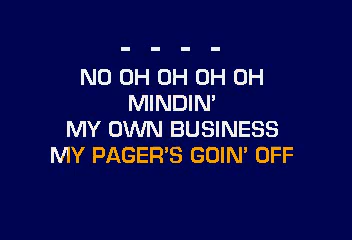 - - - -
NO OH OH OH OH
MINDIN'
MY OWN BUSINESS
MY PAGER'S GOIN' OFF